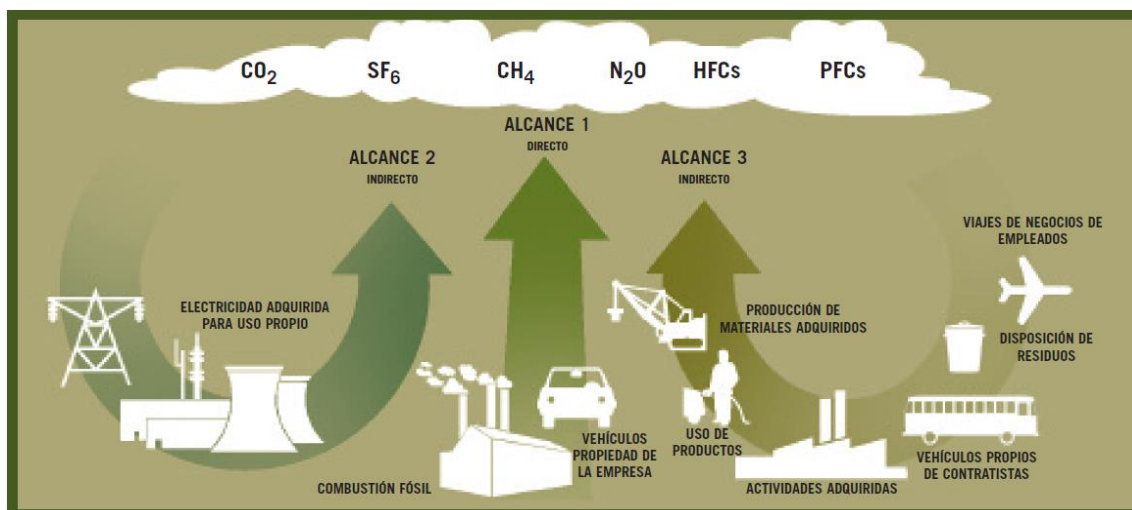 CO₂ SF₆ CH₄ N₂O HFCs PFCs
ALCANCE 1
DIRECTO
ALCANCE 2
INDIRECTO
ALCANCE 3
INDIRECTO
VIAJES DE NEGOCIOS DE
EMPLEADOS
ELECTRICIDAD ADQUIRIDA
PARA USO PROPIO
PRODUCCIÓN DE
MATERIALES ADQUIRIDOS
DISPOSICIÓN DE
RESIDUOS
COMBUSTIÓN FÓSIL
VEHÍCULOS
PROPIEDAD DE
LA EMPRESA
USO DE
PRODUCTOS
ACTIVIDADES ADQUIRIDAS
VEHÍCULOS PROPIOS
DE CONTRATISTAS